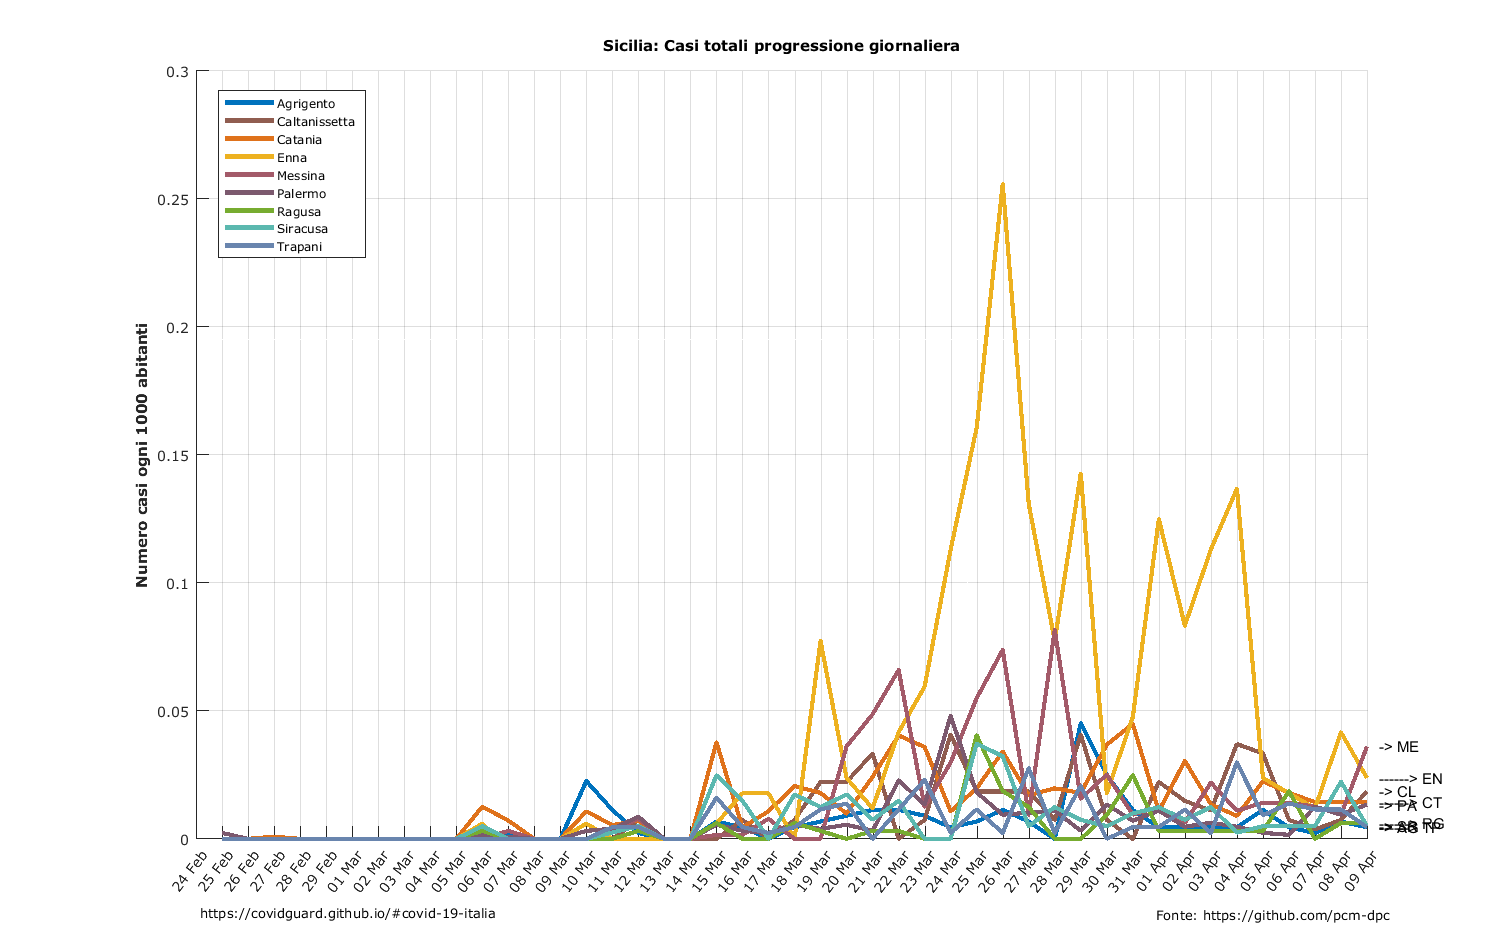 Sicilia: Casi totali progressione giornaliera
Numero casi ogni 1000 abitanti
0.3
0.25
0.2
0.15
0.1
0.05
0
Agrigento
Caltanissetta
Catania
Enna
Messina
Palermo
Ragusa
Siracusa
Trapani
-> ME
------> EN
-> CL
CT
PA
RG
24 Feb
25 Feb
26 Feb
27 Feb
28 Feb
29 Feb
01 Mar
02 Mar
03 Mar
04 Mar
05 Mar
06 Mar
07 Mar
08 Mar
09 Mar
10 Mar
11 Mar
12 Mar
13 Mar
14 Mar
15 Mar
16 Mar
17 Mar
18 Mar
19 Mar
20 Mar
21 Mar
22 Mar
23 Mar
24 Mar
25 Mar
26 Mar
27 Mar
28 Mar
29 Mar
30 Mar
31 Mar
01 Apr
02 Apr
03 Apr
04 Apr
05 Apr
06 Apr
07 Apr
08 Apr
09 Apr
https://covidguard.github.io/#covid-19-italia
Fonte: https://github.com/pcm-dpc